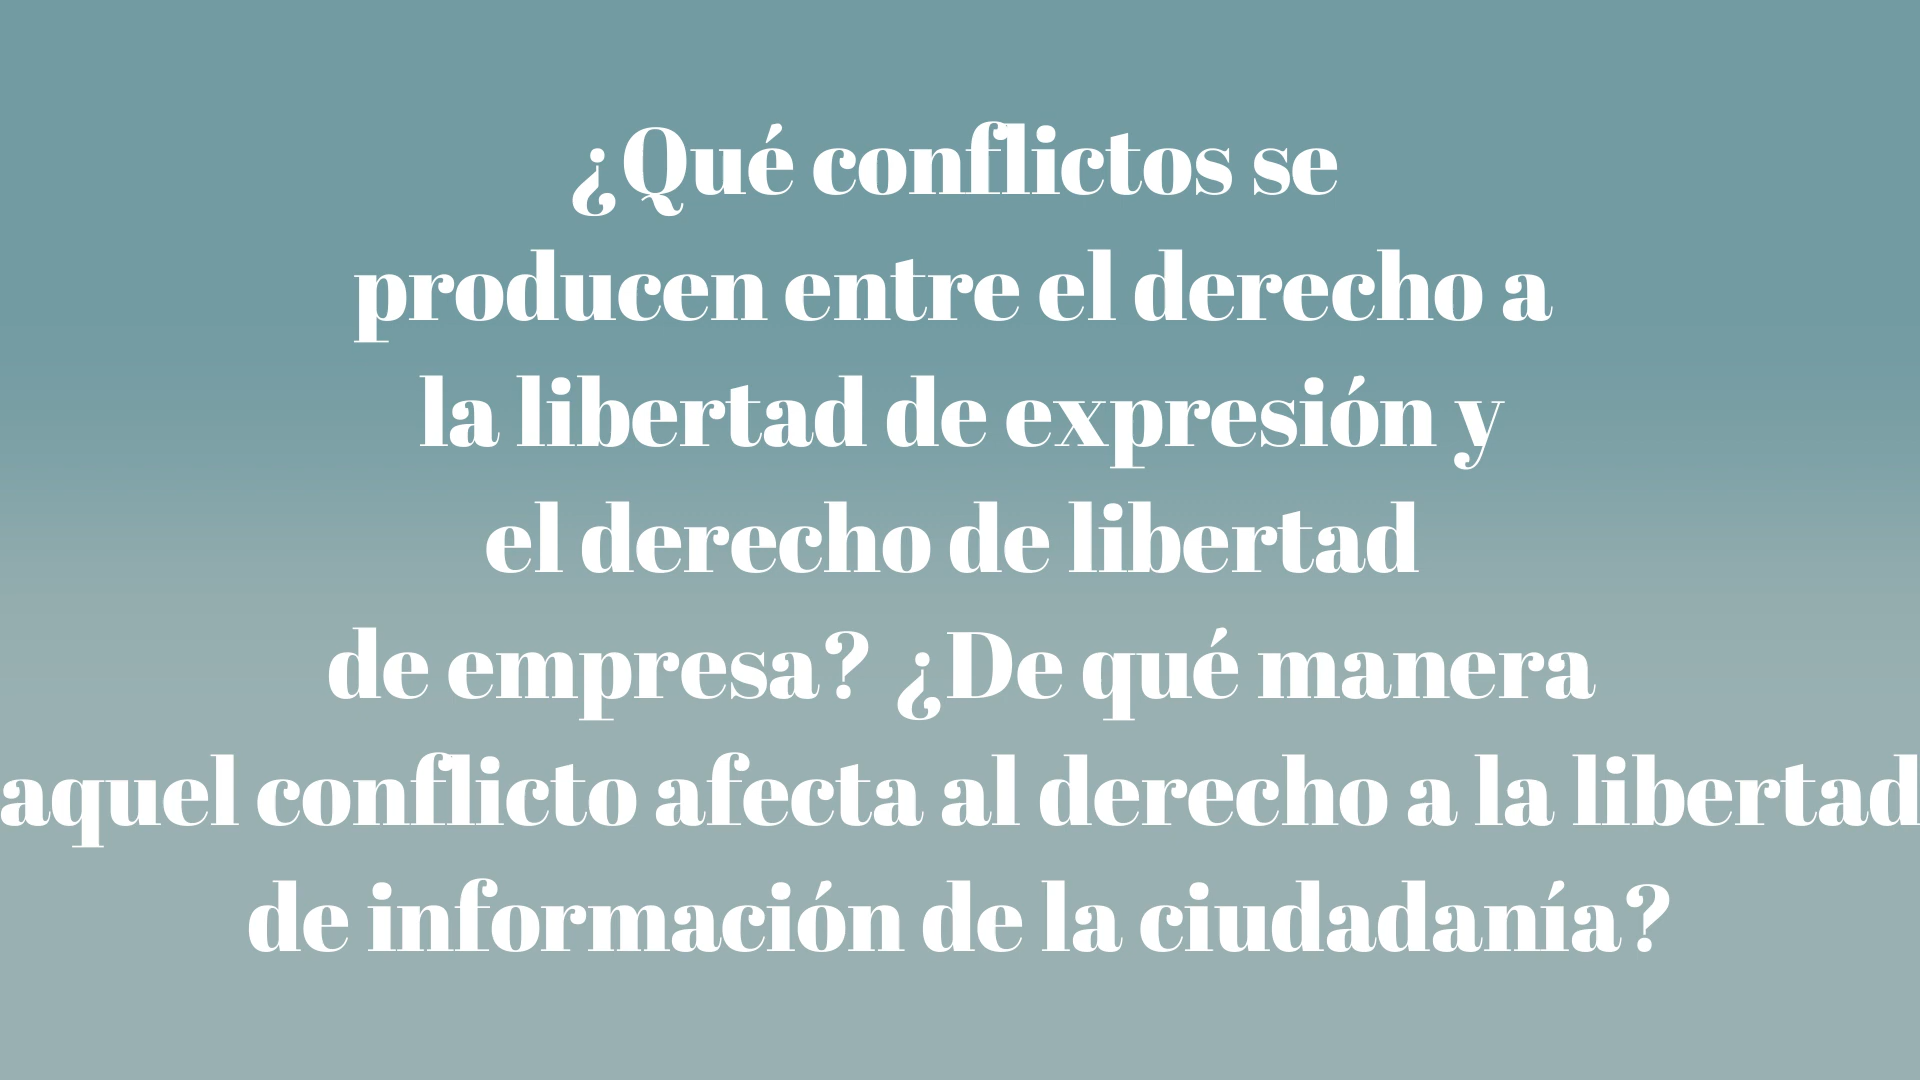 ¿Qué conflictos se
producen entre el derecho a
la libertad de expresión y
el derecho de libertad
de empresa? ¿De qué manera
aquel conflicto afecta al derecho a la libertad
de información de la ciudadanía?